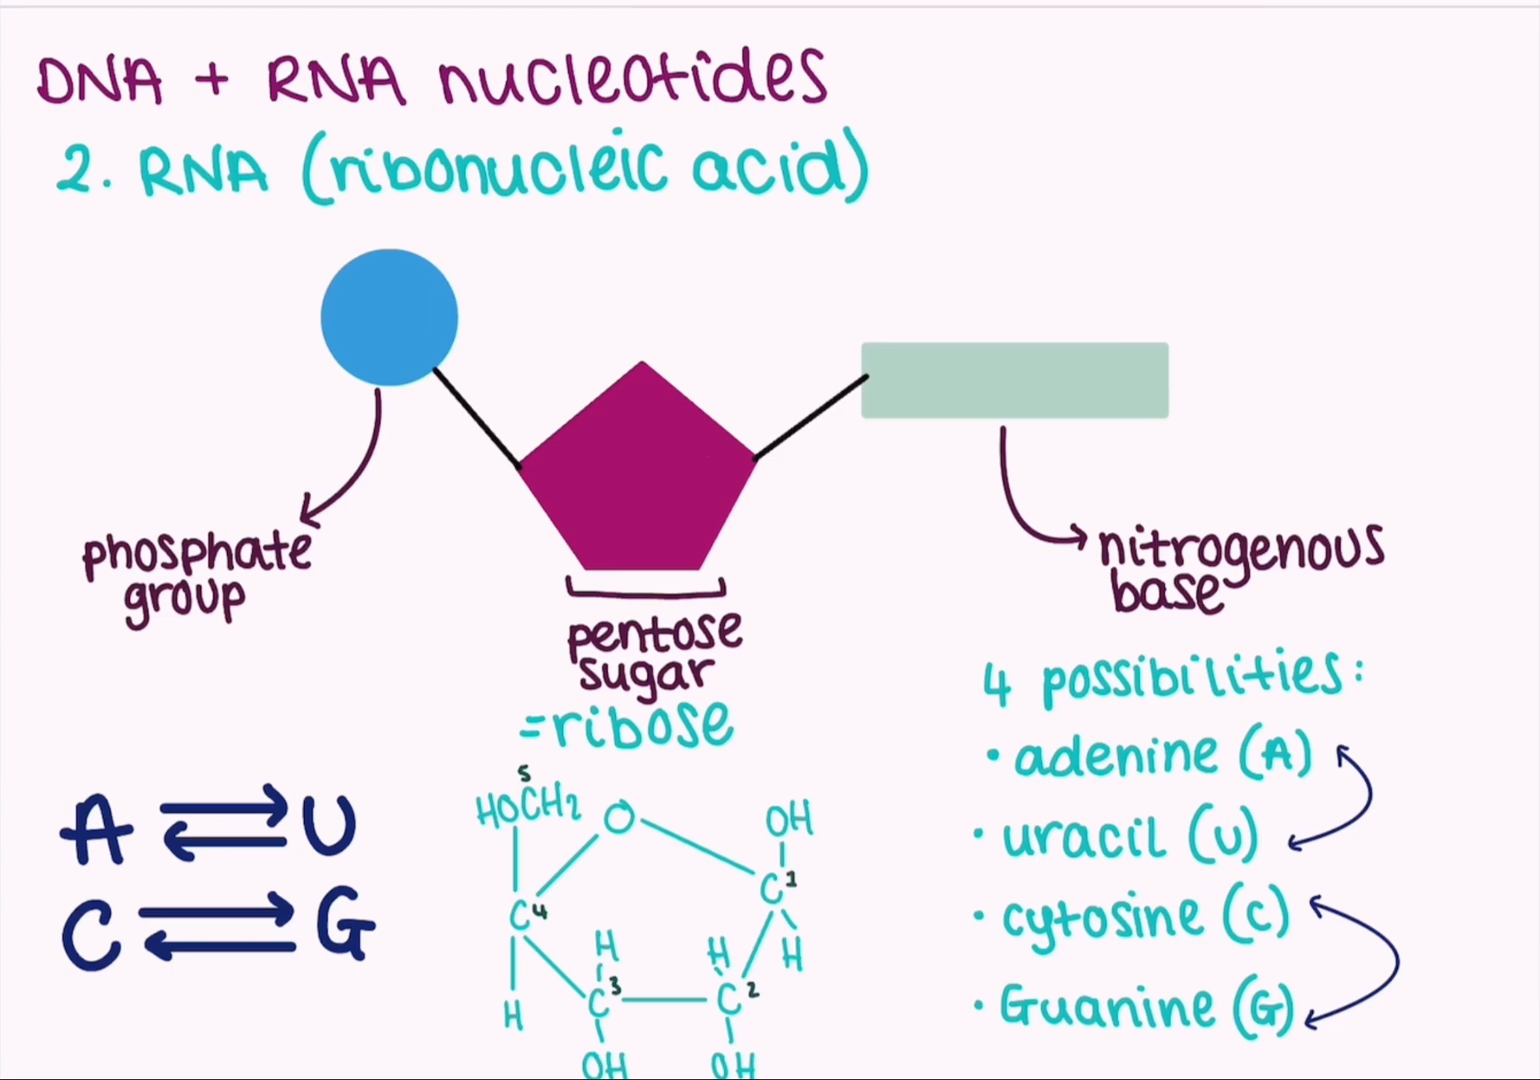 DNA + RNA nucleotides
2. RNA (ribonucleic acid)
phosphate
group
nitrogenous
base
pentose
sugar
=ribose
4 possibilities:
• adenine (A)
• uracil (U)
• cytosine (C)
• Guanine (G)
A U
C G
5
HOCH2 O OH
C1
C4
H H H
C3 C2
H
OH OH